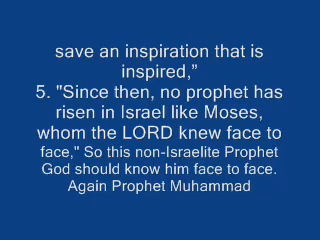 save an inspiration that is
inspired,”
5. "Since then, no prophet has
risen in Israel like Moses,
whom the LORD knew face to
face," So this non-Israelite Prophet
God should know him face to face.
Again Prophet Muhammad